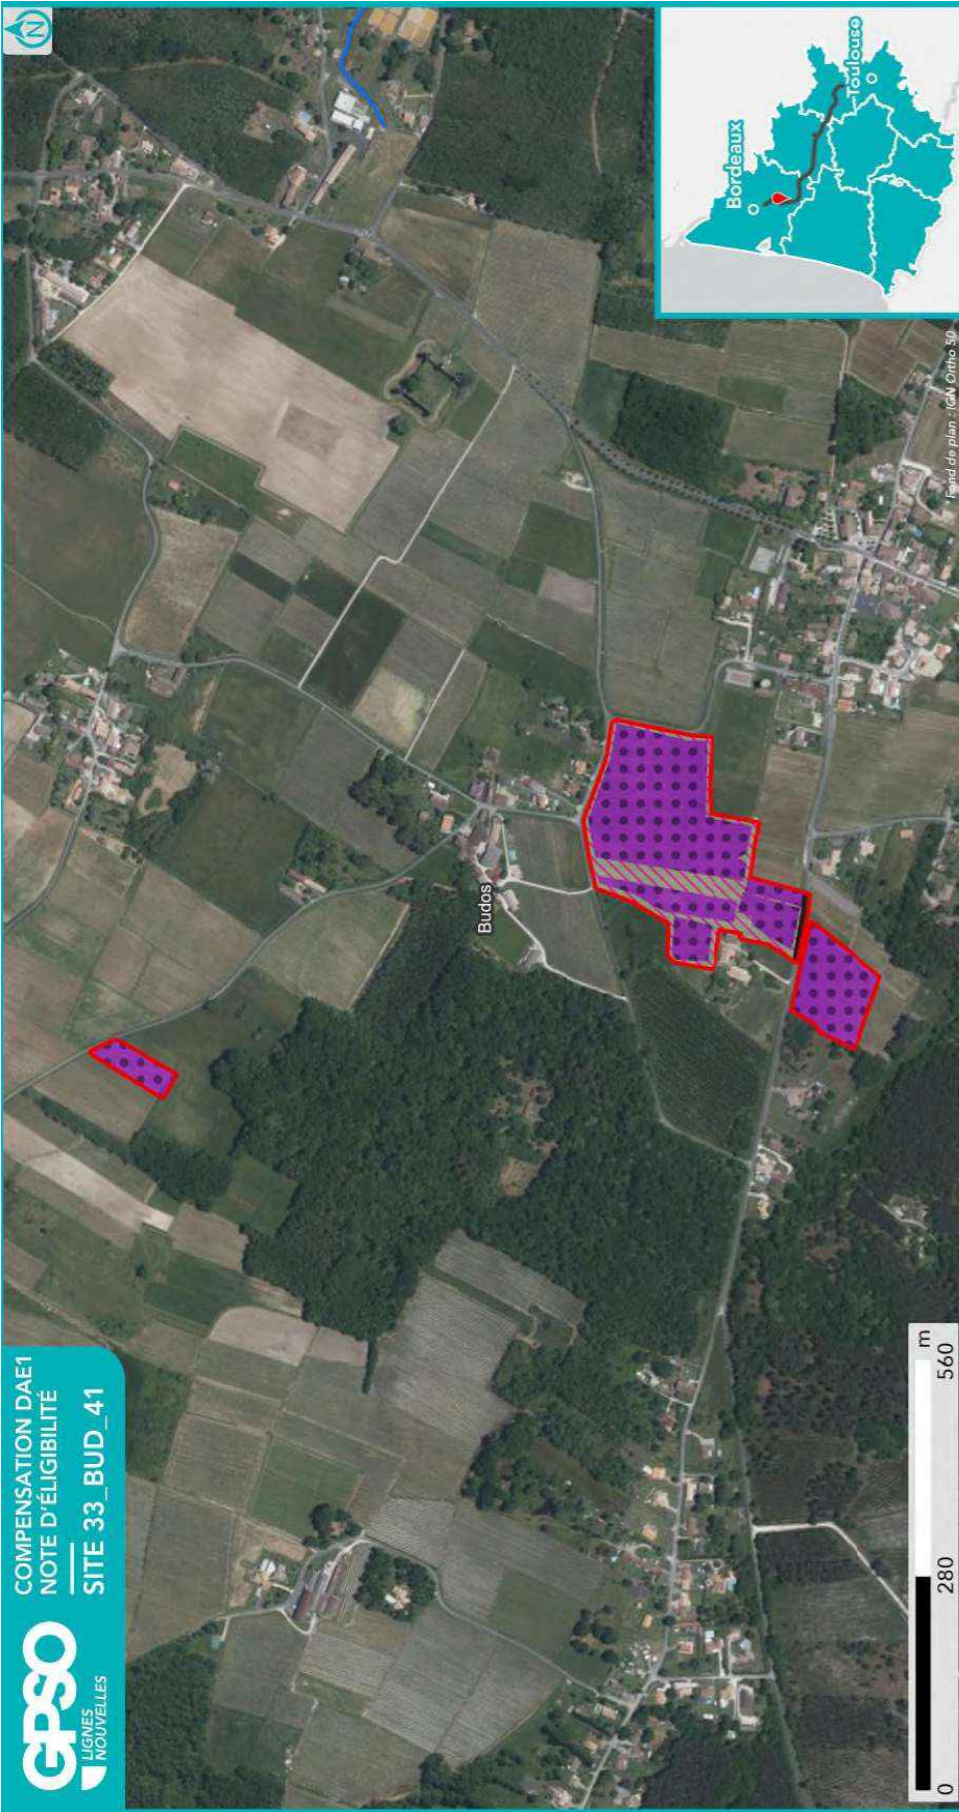 GPSO
LIGNES
NOUVELLES
COMPENSATION DAE1
NOTE D'ÉLIGIBILITÉ
SITE 33_BUD_41
N
Budos
Bordeaux
Toulouse
0 280 560 m
Fond de plan : IGN Ortho 50